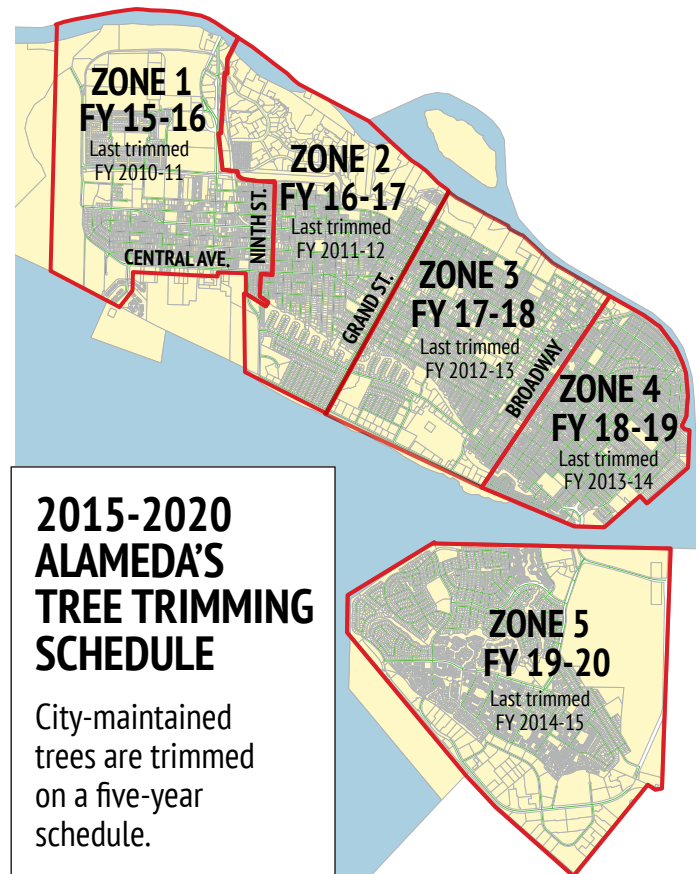 ZONE 1
FY 15-16
Last trimmed
FY 2010-11
CENTRAL AVE.
NINTH ST.
ZONE 2
FY 16-17
Last trimmed
FY 2011-12
GRAND ST.
ZONE 3
FY 17-18
Last trimmed
FY 2012-13
BROADWAY
ZONE 4
FY 18-19
Last trimmed
FY 2013-14
2015-2020
ALAMEDA'S
TREE TRIMMING
SCHEDULE
City-maintained
trees are trimmed
on a five-year
schedule.
ZONE 5
FY 19-20
Last trimmed
FY 2014-15